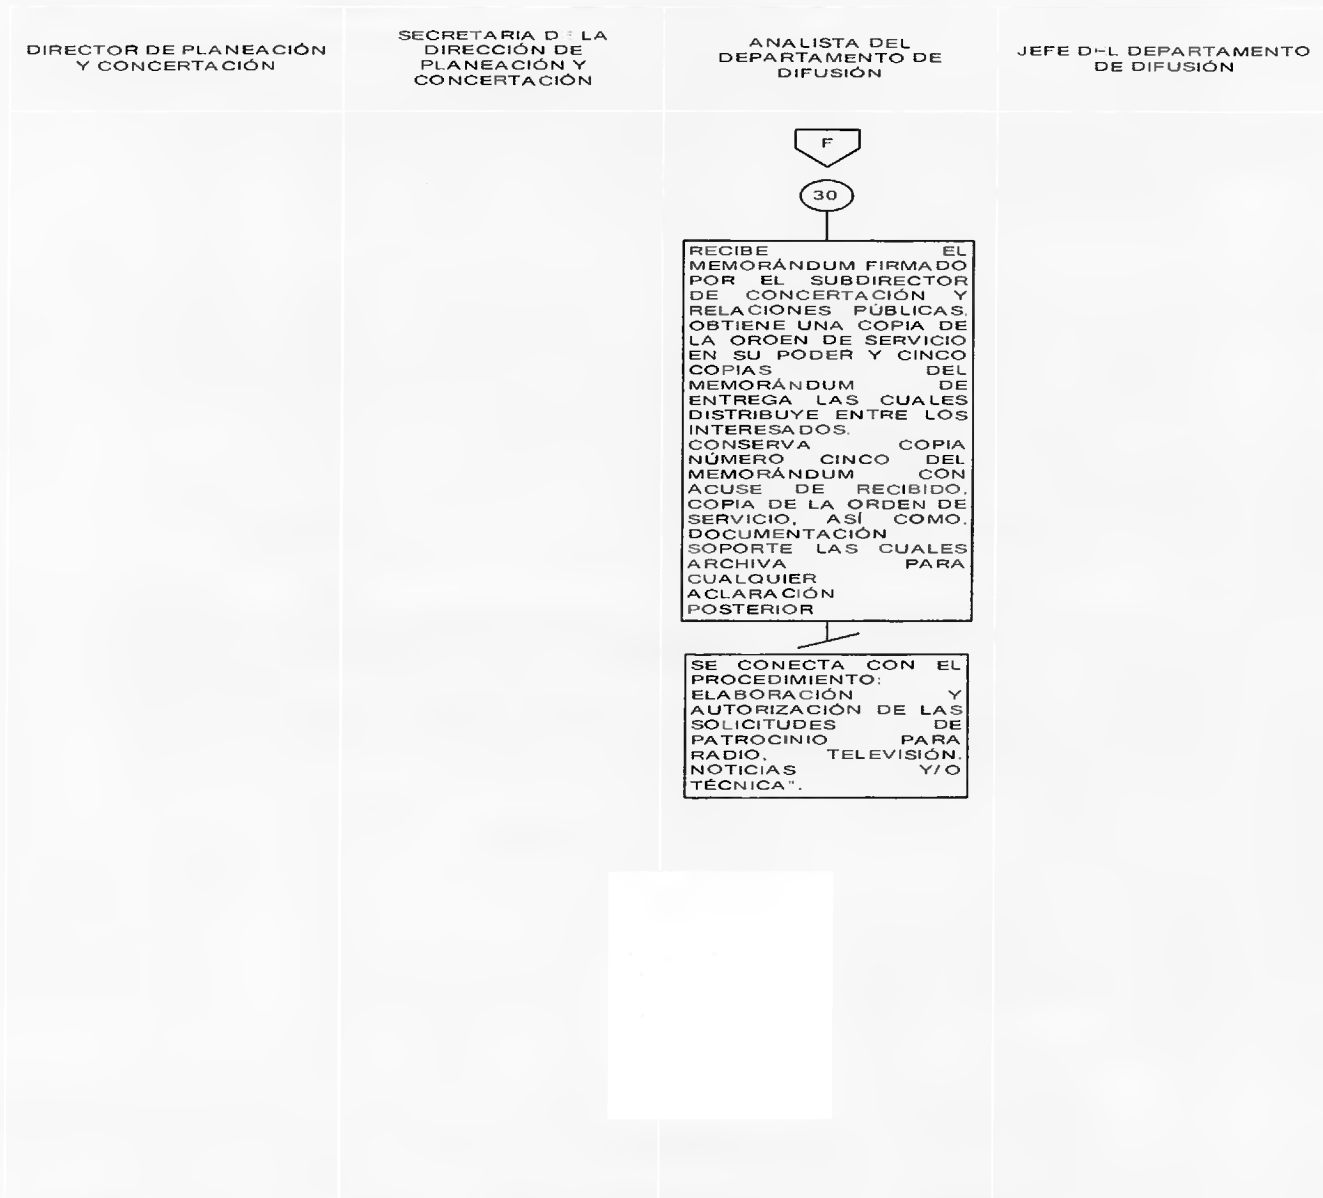 DIRECTOR DE PLANEACIÓN
Y CONCERTACIÓN
SECRETARIA D LA
DIRECCIÓN DE
PLANEACIÓN Y
CONCERTACIÓN
ANALISTA DEL
DEPARTAMENTO DE
DIFUSIÓN
JEFE DEL DEPARTAMENTO
DE DIFUSIÓN
F
30
RECIBE EL
MEMORÁNDUM FIRMADO
POR EL SUBDIRECTOR
DE CONCERTACIÓN Y
RELACIONES PÚBLICAS.
OBTIENE UNA COPIA DE
LA OROEN DE SERVICIO
EN SU PODER Y CINCO
COPIAS DEL
MEMORÁNDUM DE
ENTREGA LAS CUALES
DISTRIBUYE ENTRE LOS
INTERESADOS.
CONSERVA COPIA
NÚMERO CINCO DEL
MEMORÁNDUM CON
ACUSE DE RECIBIDO.
COPIA DE LA ORDEN DE
SERVICIO, ASÍ COMO.
DOCUMENTACIÓN
SOPORTE LAS CUALES
ARCHIVA PARA
CUALQUIER
ACLARACIÓN
POSTERIOR
SE CONECTA CON EL
PROCEDIMIENTO:
ELABORACIÓN Y
AUTORIZACIÓN DE LAS
SOLICITUDES DE
PATROCINIO PARA
RADIO, TELEVISIÓN.
NOTICIAS Y/O
TÉCNICA".